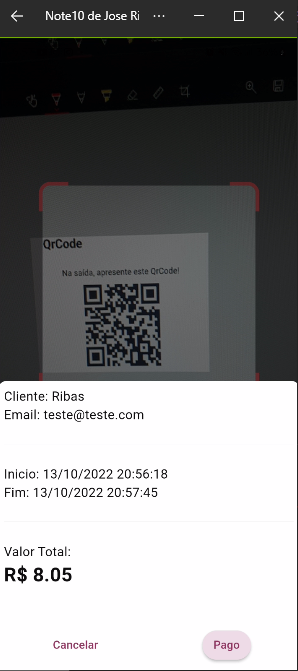 Note10 de Jose Ri
QrCode
Na saída, apresente este QrCode!
Cliente: Ribas
Email: teste@teste.com
Inicio: 13/10/2022 20:56:18
Fim: 13/10/2022 20:57:45
Valor Total:
R$ 8.05
Cancelar
Pago